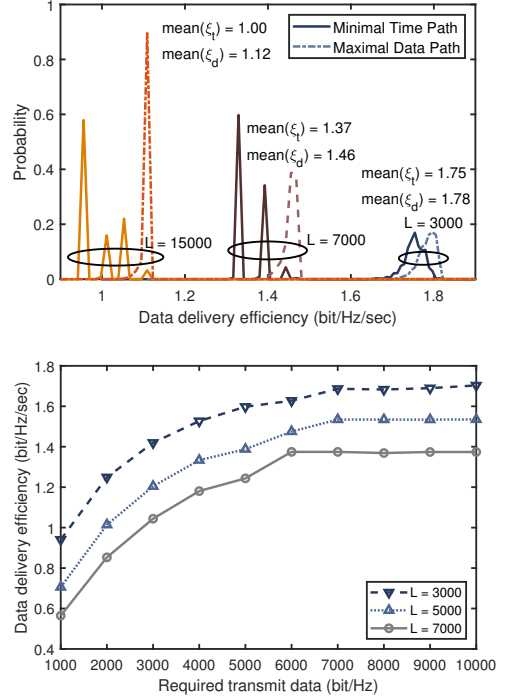 1
0.8
0.6
0.4
0.2
0
Probability
mean(ξt) = 1.00
mean(ξd) = 1.12
Minimal Time Path
Maximal Data Path
mean(ξt) = 1.37
mean(ξd) = 1.46
mean(ξt) = 1.75
mean(ξd) = 1.78
L = 15000
L = 7000
L = 3000
1 1.2 1.4 1.6 1.8
Data delivery efficiency (bit/Hz/sec)
1.8
1.6
1.4
1.2
1
0.8
0.6
0.4
Data delivery efficiency (bit/Hz/sec)
L = 3000
L = 5000
L = 7000
1000 2000 3000 4000 5000 6000 7000 8000 9000 10000
Required transmit data (bit/Hz)